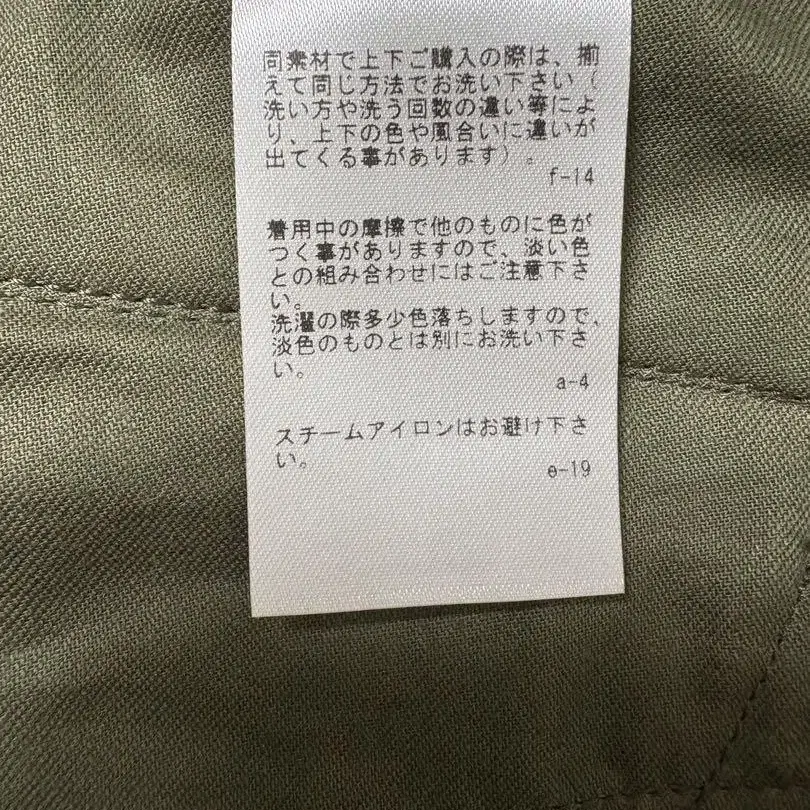 同素材で上下ご購入の際は、揃
えて同じ方法でお洗い下さい（
洗い方や洗う回数の違い等によ
り、上下の色や風合いに違いが
出てくる事があります）。
f-14
着用中の摩擦で他のものに色が
つく事がありますので、淡い色
との組み合わせにはご注意下さ
い。
洗濯の際多少色落ちしますので、
淡色のものとは別にお洗い下さ
い。
a-4
スチームアイロンはお避け下さ
い。
e-19